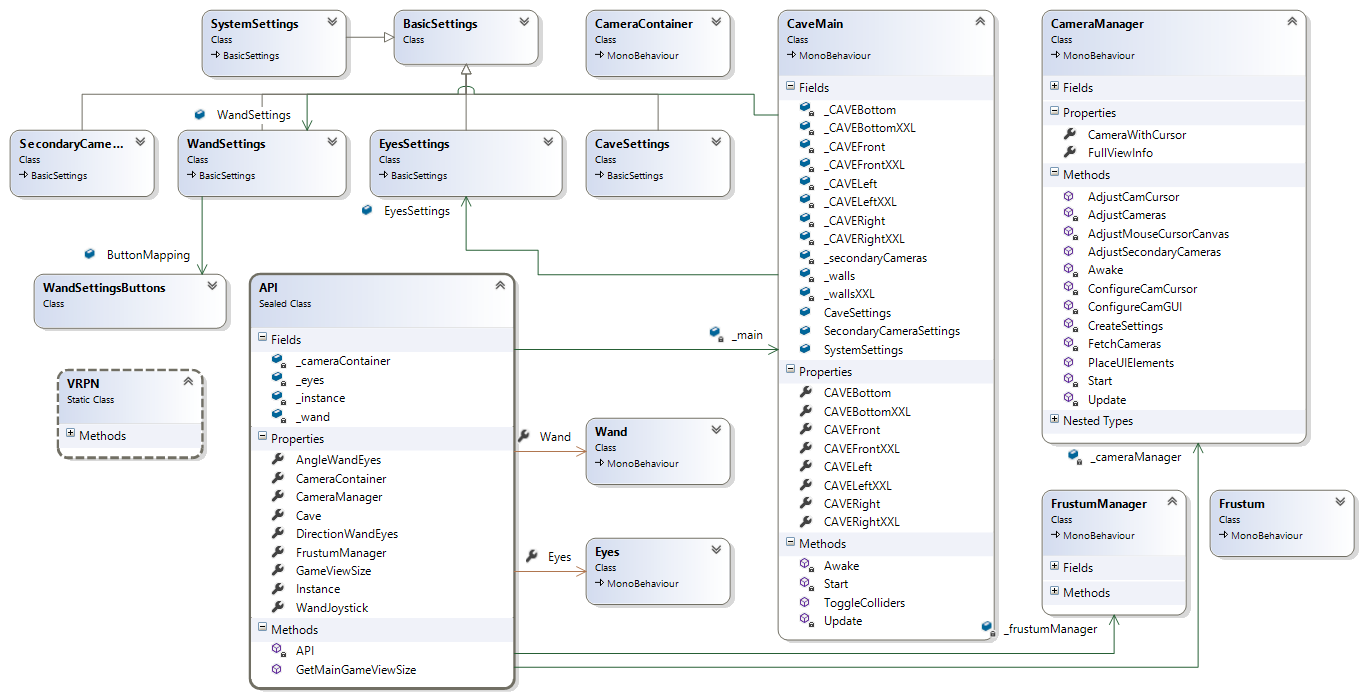 SystemSettings
Class
BasicSettings
BasicSettings
Class
CameraContainer
Class
MonoBehaviour
CaveMain
Class
MonoBehaviour
Fields
_CAVEBottom
_CAVEBottomXXL
_CAVEFront
_CAVEFrontXXL
_CAVELeft
_CAVELeftXXL
_CAVERight
_CAVERightXXL
_secondaryCameras
_walls
_wallsXXL
CaveSettings
SecondaryCameraSettings
SystemSettings
Properties
CAVEBottom
CAVEBottomXXL
CAVEFront
CAVEFrontXXL
CAVELeft
CAVELeftXXL
CAVERight
CAVERightXXL
Methods
Awake
Start
ToggleColliders
Update
CameraManager
Class
MonoBehaviour
Fields
Properties
CameraWithCursor
FullViewInfo
Methods
AdjustCamCursor
AdjustCameras
AdjustMouseCursorCanvas
AdjustSecondaryCameras
Awake
ConfigureCamCursor
ConfigureCamGUI
CreateSettings
FetchCameras
PlaceUIElements
Start
Update
Nested Types
WandSettings
SecondaryCame...
Class
BasicSettings
WandSettings
Class
BasicSettings
EyesSettings
Class
BasicSettings
CaveSettings
Class
BasicSettings
EyesSettings
ButtonMapping
WandSettingsButtons
Class
API
Sealed Class
Fields
_cameraContainer
_eyes
_instance
_wand
Properties
AngleWandEyes
CameraContainer
CameraManager
Cave
DirectionWandEyes
FrustumManager
GameViewSize
Instance
WandJoystick
Methods
API
GetMainGameViewSize
_main
VRPN
Static Class
Methods
Wand
Wand
Class
MonoBehaviour
Eyes
Eyes
Class
MonoBehaviour
_cameraManager
FrustumManager
Class
MonoBehaviour
Fields
Methods
Frustum
Class
MonoBehaviour
_frustumManager